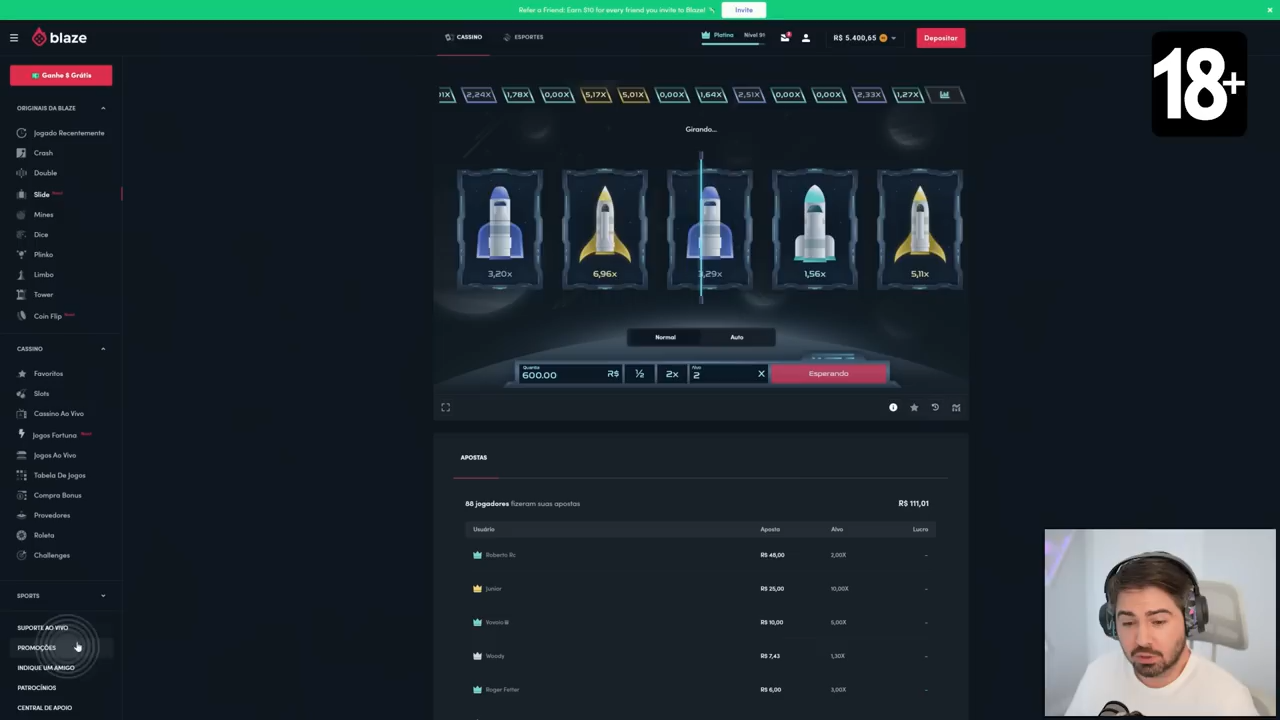 Refer a Friend: Earn $10 for every friend you invite to Blaze!
Invite
blaze
CASSINO
ESPORTES
Platina
Nível 91
R$ 5.400,65
Depositar
18+
Ganhe $ Grátis
ORIGINAIS DA BLAZE
Jogado Recentemente
Crash
Double
Slide
Mines
Dice
Plinko
Limbo
Tower
Coin Flip
CASSINO
Favoritos
Slots
Cassino Ao Vivo
Jogos Fortuna
Jogos Ao Vivo
Tabela De Jogos
Compra Bonus
Provedores
Roleta
Challenges
SPORTS
SUPORTE AO VIVO
PROMOÇÕES
INDIQUE UM AMIGO
PATROCÍNIOS
CENTRAL DE APOIO
2,24X 1,78X 0,00X 5,17X 5,01X 0,00X 1,64X 2,51X 0,00X 0,00X 2,33X 1,27X
Girando...
3,20x 6,96x ,29x 1,56x 5,11x
Normal Auto
Quantia
600.00 R$ ½ 2x
Alvo
2 X
Esperando
APOSTAS
88 jogadores fizeram suas apostas R$ 111,01
Usuário Aposta Alvo Lucro
Roberto Rc R$ 48,00 2,00X -
Junior R$ 25,00 10,00X -
R$ 10,00 5,00X -
Woody R$ 7,43 1,30X -
Roger Fetter R$ 6,00 3,00X -